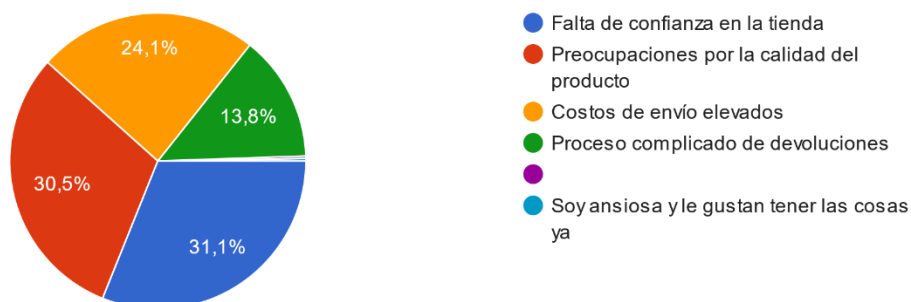 24,1%
13,8%
30,5%
31,1%
Falta de confianza en la tienda
Preocupaciones por la calidad del
producto
Costos de envío elevados
Proceso complicado de devoluciones
Soy ansiosa y le gustan tener las cosas
ya